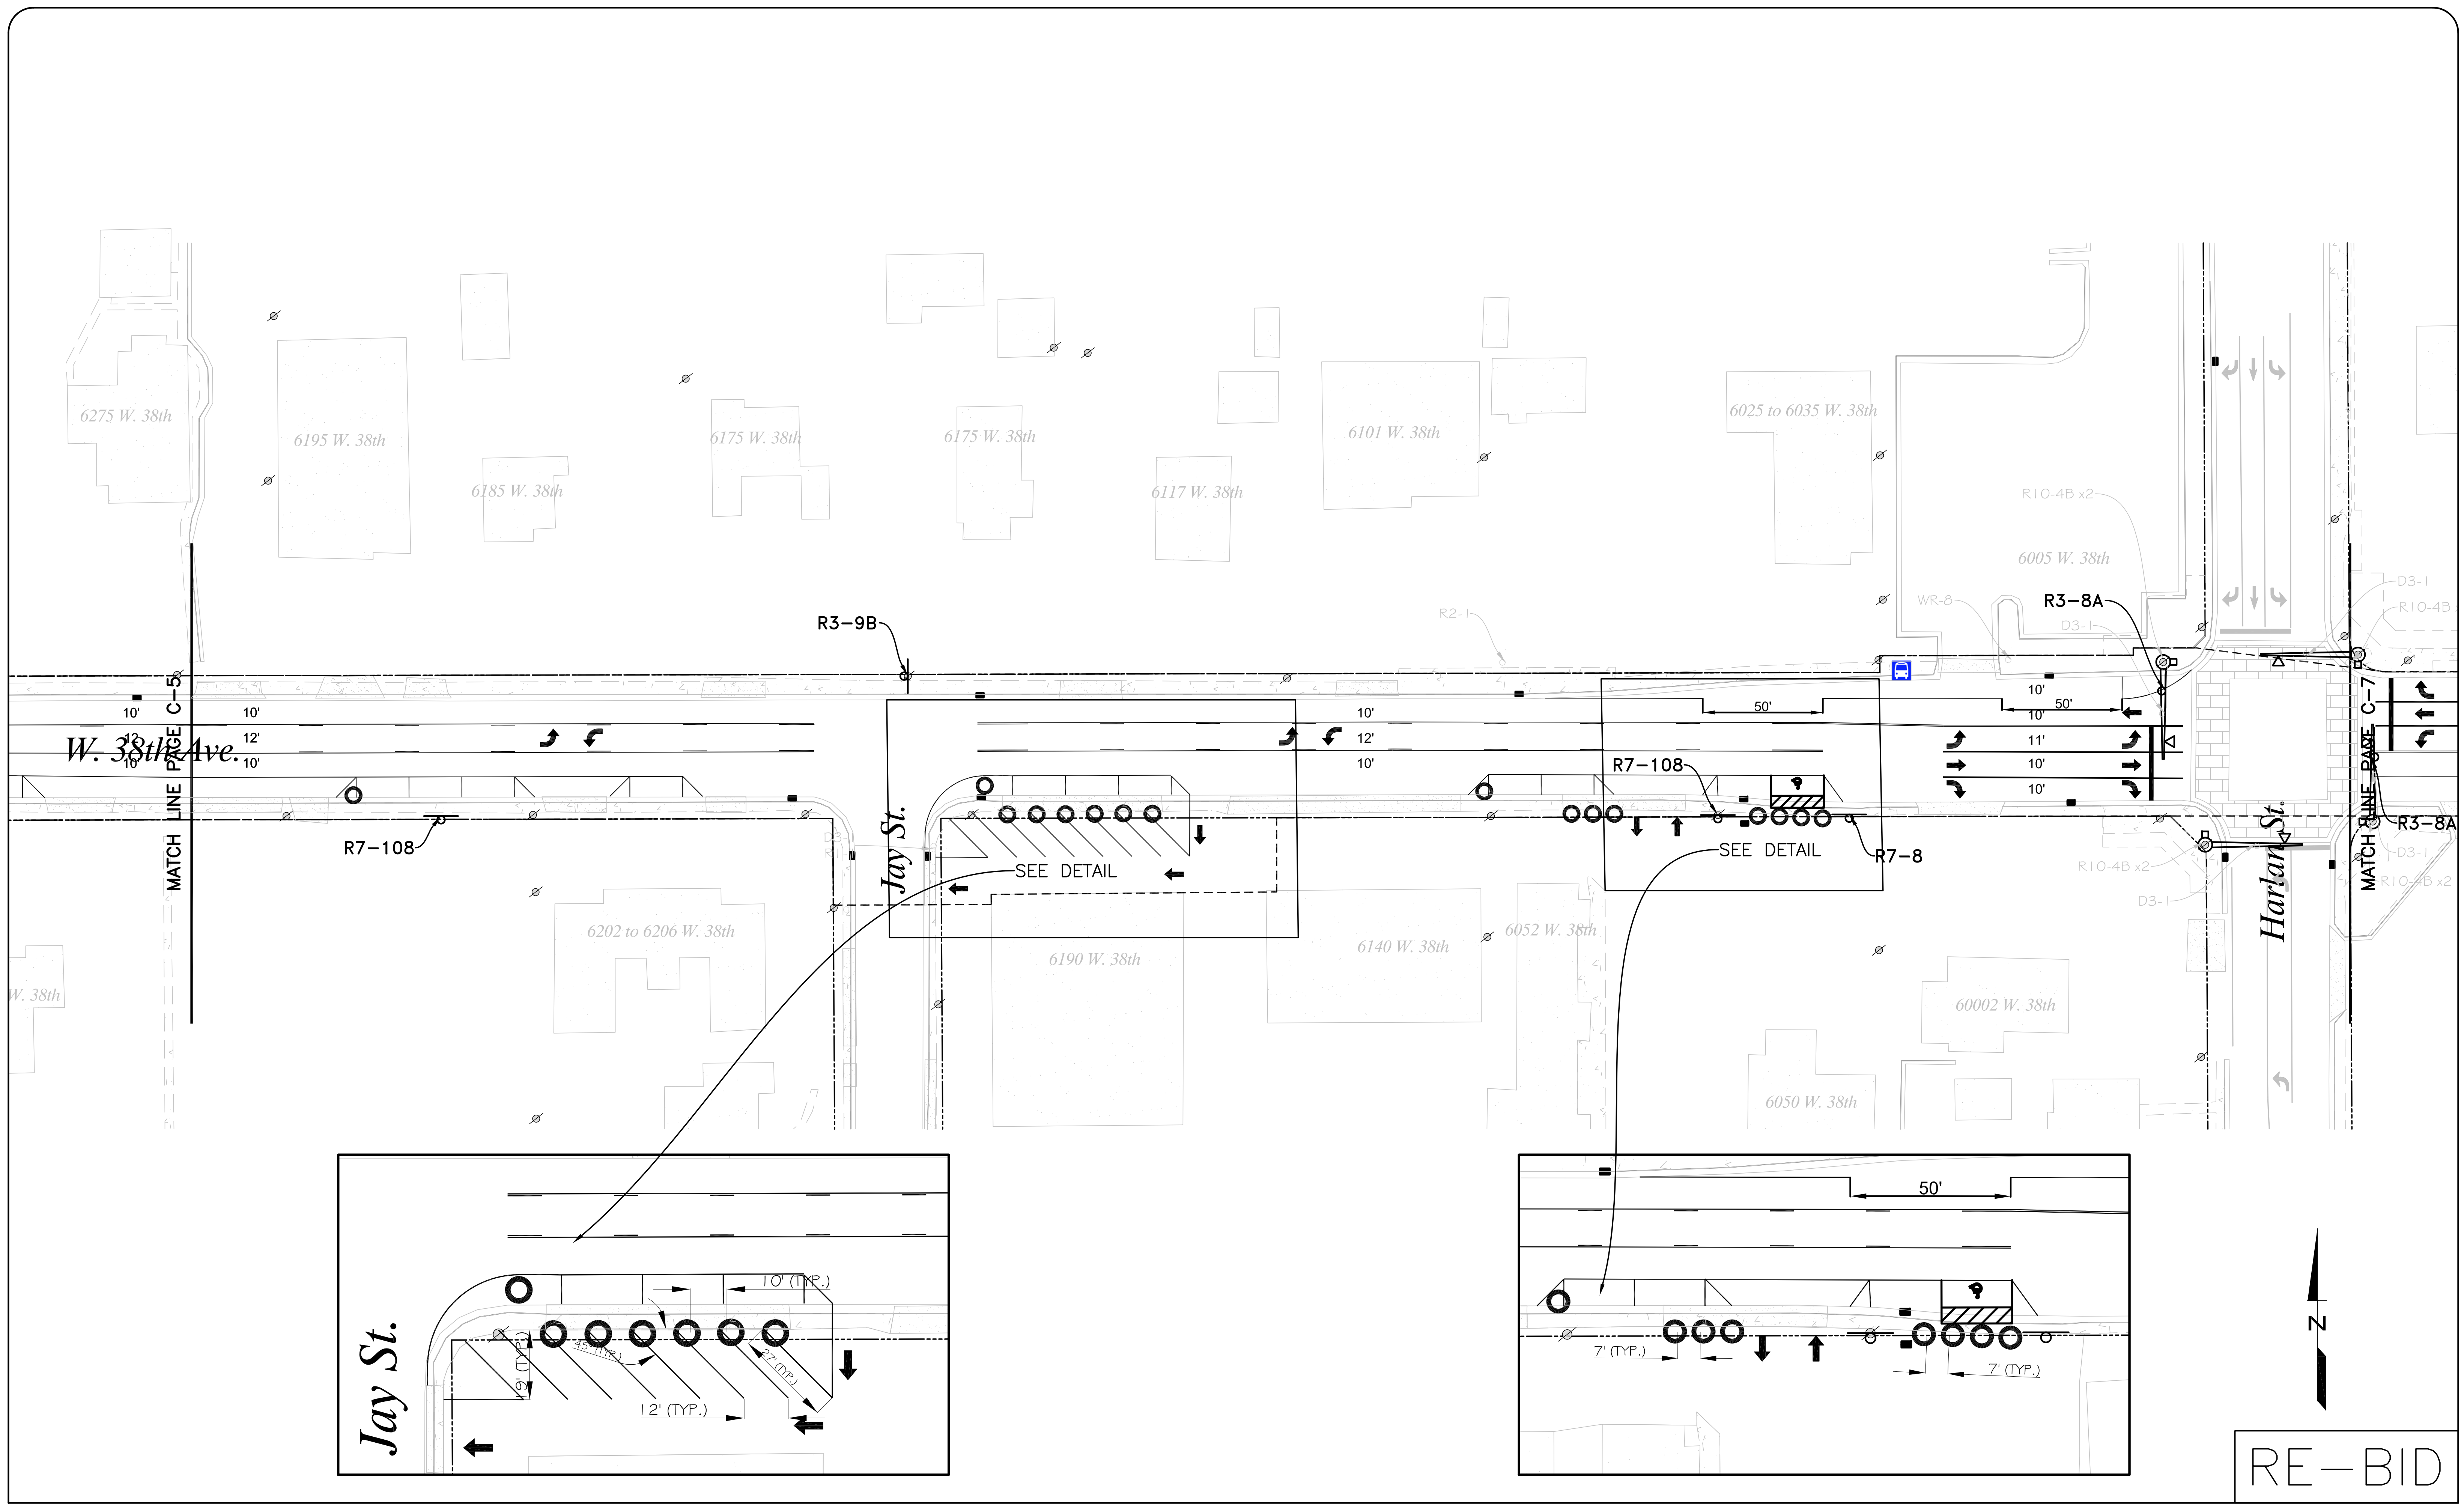 6275 W. 38th
6195 W. 38th
6185 W. 38th
6175 W. 38th
6175 W. 38th
6117 W. 38th
6101 W. 38th
6025 to 6035 W. 38th
6005 W. 38th
R10-4B x2
R3-9B
R2-1
WR-8
R3-8A
D3-1
D3-1
R10-4B
MATCH LINE PAGE C-5
W. 38th Ave.
10'
12'
10'
10'
12'
10'
10'
12'
10'
50'
50'
10'
10'
11'
10'
10'
R7-108
R7-108
R7-8
Jay St.
SEE DETAIL
SEE DETAIL
Harlan St.
MATCH LINE PAGE C-7
R3-8A
D3-1
R10-4B x2
R10-4B x2
D3-1
W. 38th
6202 to 6206 W. 38th
6190 W. 38th
6140 W. 38th
6052 W. 38th
6050 W. 38th
60002 W. 38th
Jay St.
10' (TYP.)
45° (TYP.)
27' (TYP.)
19' (TYP.)
12' (TYP.)
50'
7' (TYP.)
7' (TYP.)
N
RE-BID